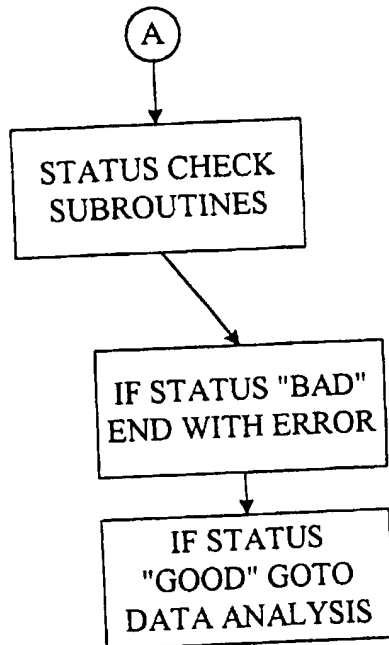 A
STATUS CHECK
SUBROUTINES
IF STATUS "BAD"
END WITH ERROR
IF STATUS
"GOOD" GOTO
DATA ANALYSIS